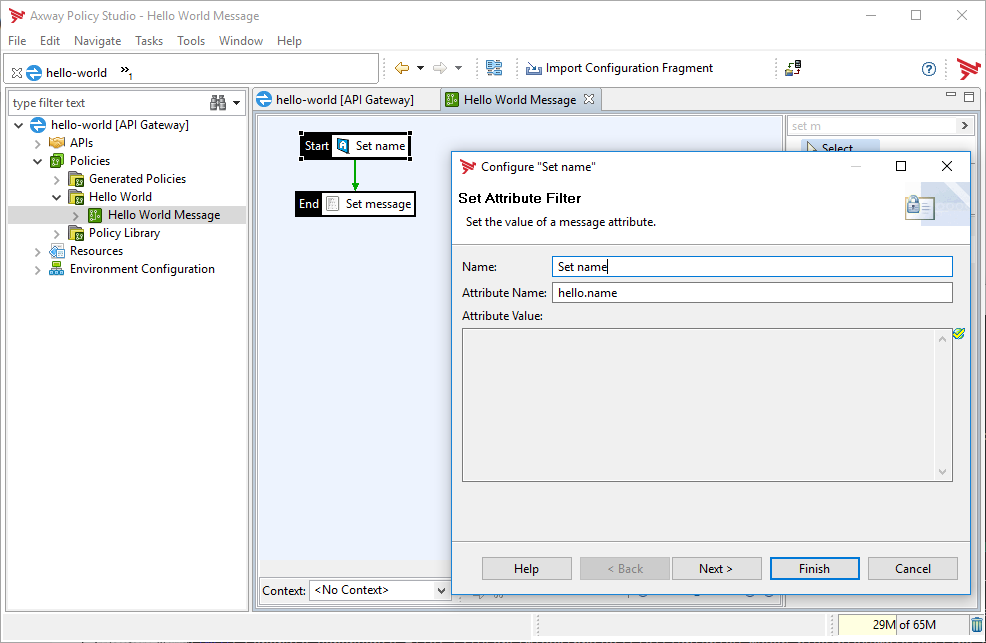 Axway Policy Studio - Hello World Message
File Edit Navigate Tasks Tools Window Help
hello-world »1 Import Configuration Fragment
type filter text
hello-world [API Gateway]
APIs
Policies
Generated Policies
Hello World
Hello World Message
Policy Library
Resources
Environment Configuration
hello-world [API Gateway] Hello World Message
Start Set name
End Set message
set m
Select
Configure "Set name"
Set Attribute Filter
Set the value of a message attribute.
Name: Set name
Attribute Name: hello.name
Attribute Value:
Help < Back Next > Finish Cancel
Context: <No Context>
29M of 65M